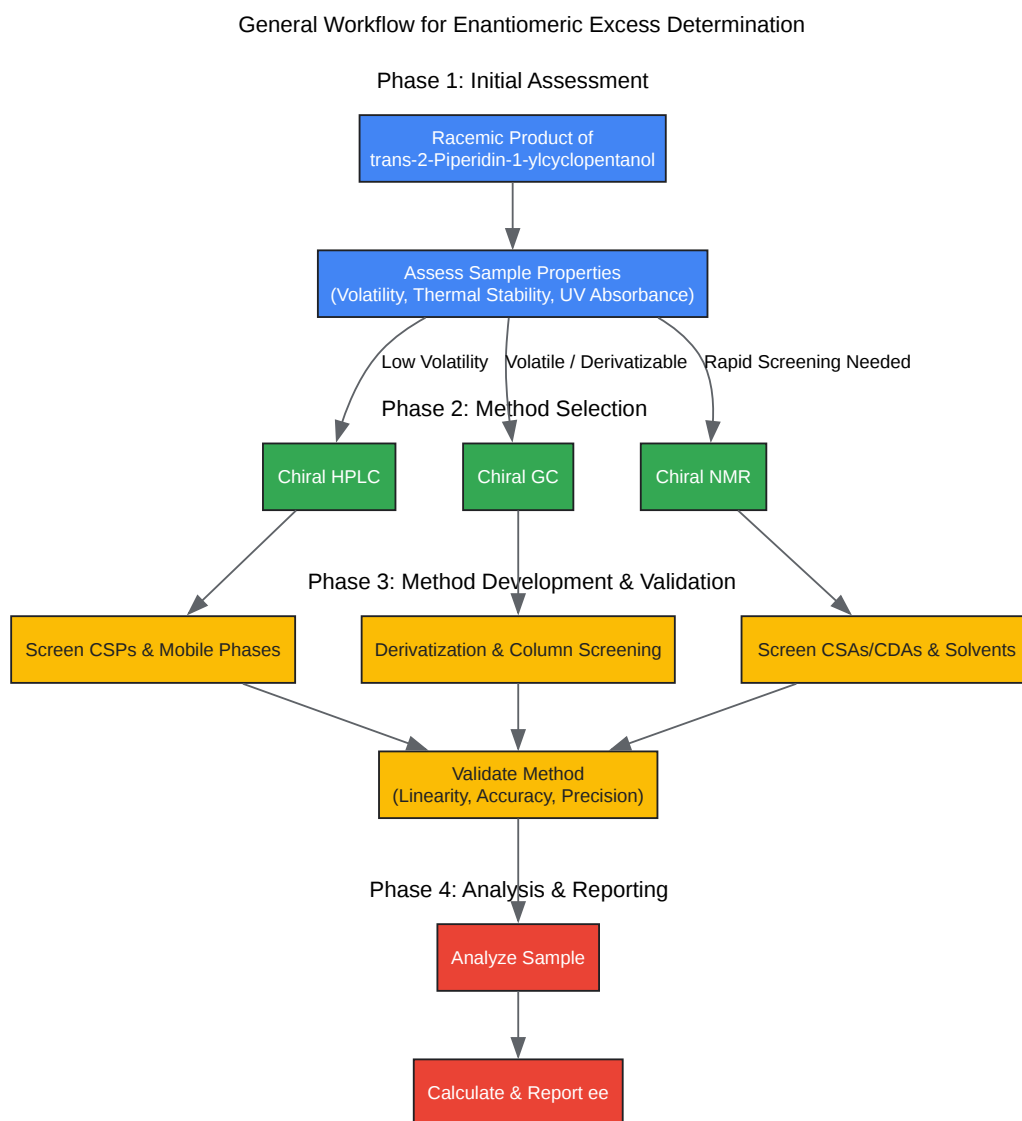 General Workflow for Enantiomeric Excess Determination
Phase 1: Initial Assessment
Racemic Product of
trans-2-Piperidin-1-ylcyclopentanol
Assess Sample Properties
(Volatility, Thermal Stability, UV Absorbance)
Low Volatility
Volatile / Derivatizable
Rapid Screening Needed
Phase 2: Method Selection
Chiral HPLC
Chiral GC
Chiral NMR
Phase 3: Method Development & Validation
Screen CSPs & Mobile Phases
Derivatization & Column Screening
Screen CSAs/CDAs & Solvents
Validate Method
(Linearity, Accuracy, Precision)
Phase 4: Analysis & Reporting
Analyze Sample
Calculate & Report ee